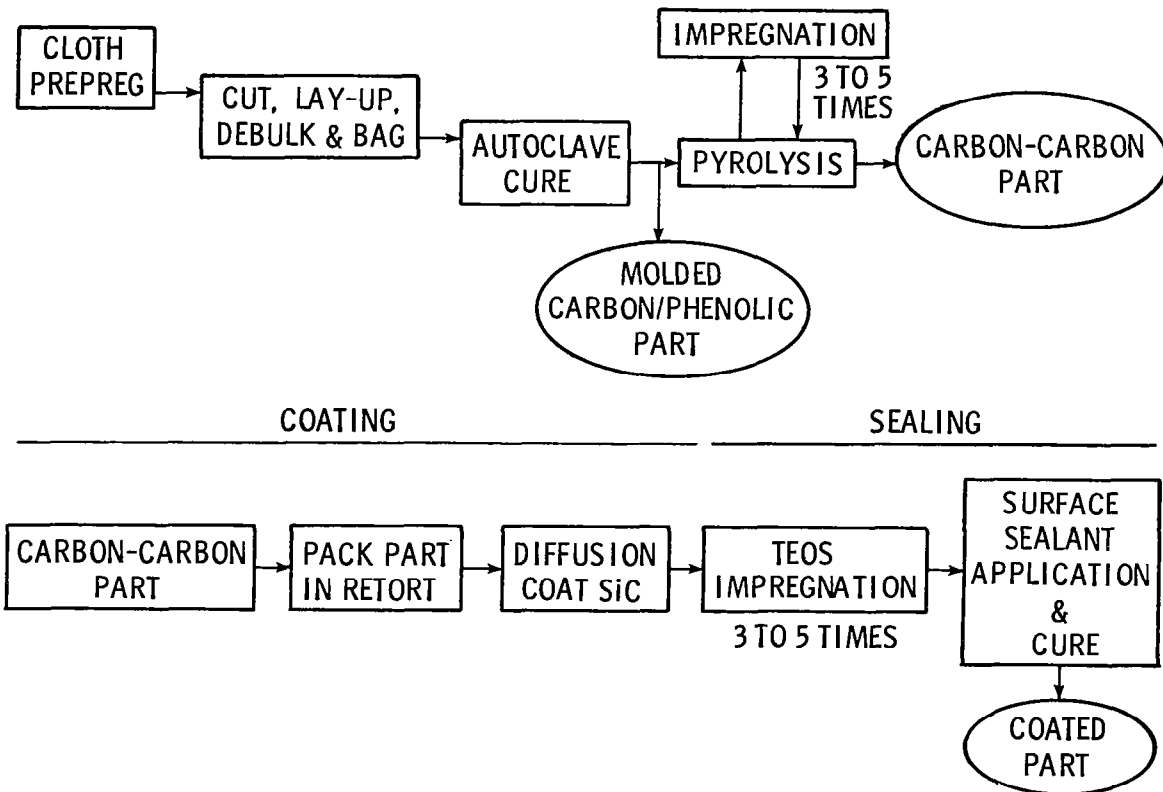 CLOTH
PREPREG
CUT, LAY-UP,
DEBULK & BAG
AUTOCLAVE
CURE
IMPREGNATION
3 TO 5
TIMES
PYROLYSIS
CARBON-CARBON
PART
MOLDED
CARBON/PHENOLIC
PART
COATING
SEALING
CARBON-CARBON
PART
PACK PART
IN RETORT
DIFFUSION
COAT SiC
TEOS
IMPREGNATION
3 TO 5 TIMES
SURFACE
SEALANT
APPLICATION
&
CURE
COATED
PART